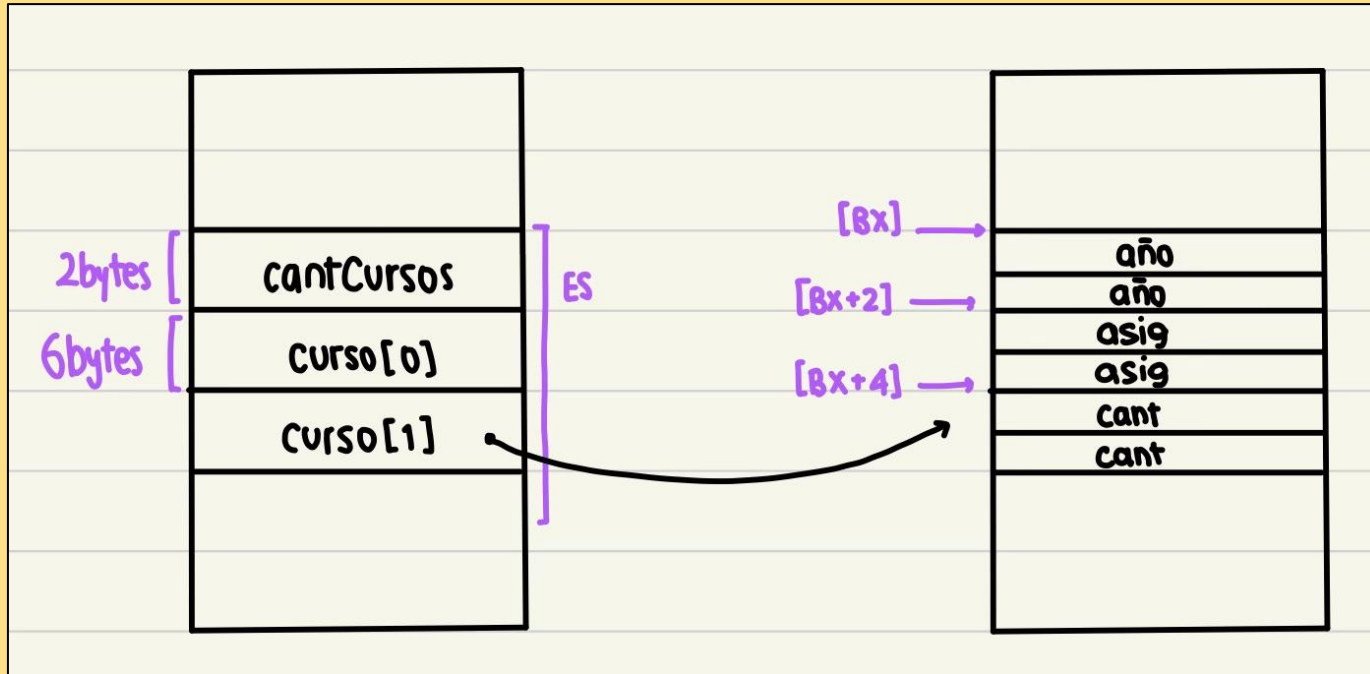 2bytes
cantCursos
ES
6bytes
curso[0]
curso[1]
[BX]
año
[BX+2]
año
asig
[BX+4]
asig
cant
cant